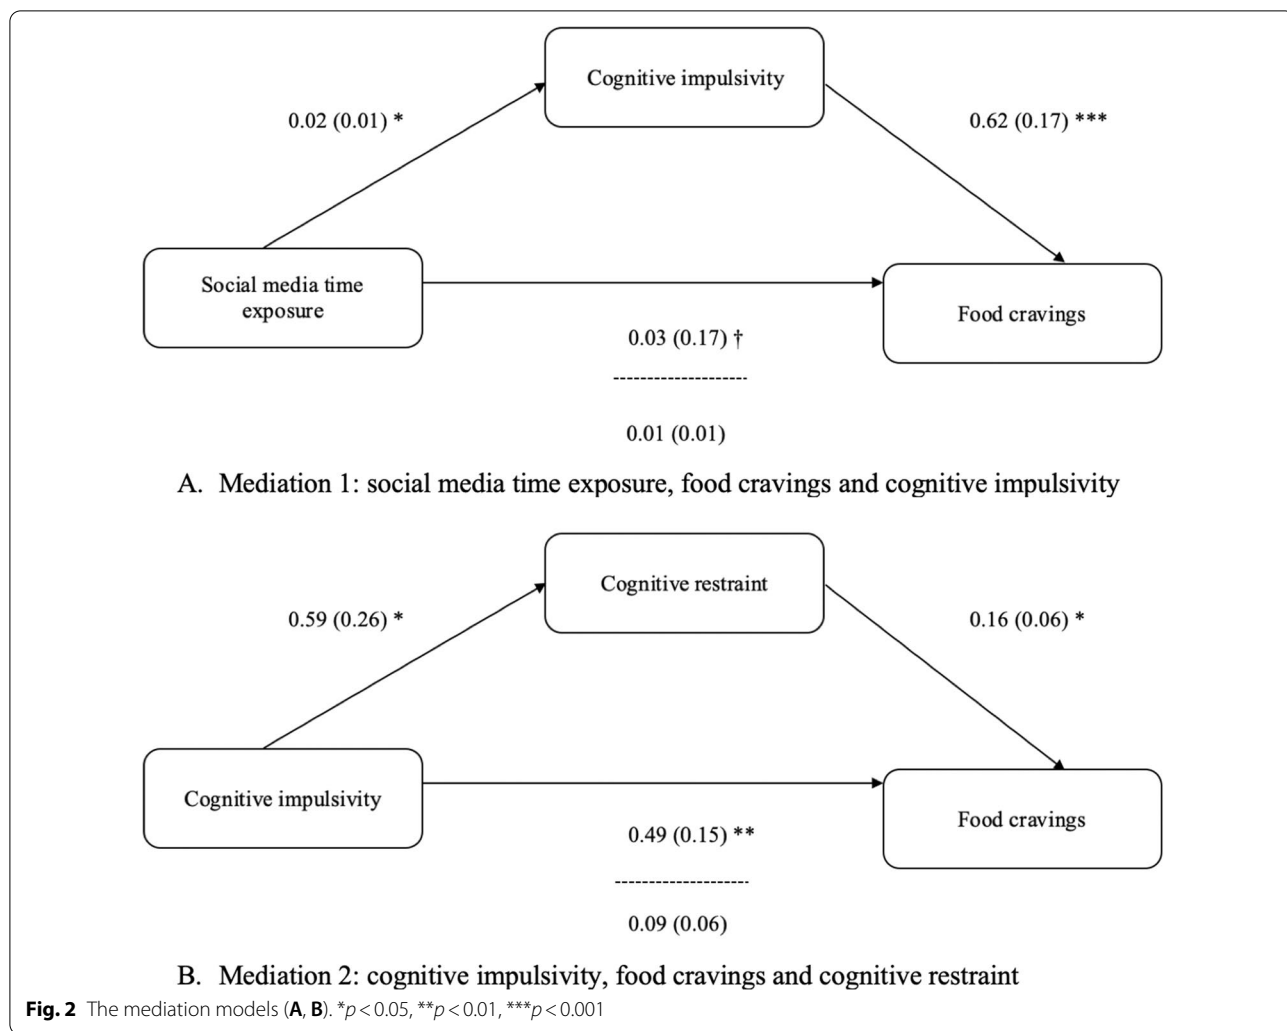 Cognitive impulsivity
0.02 (0.01) *
0.62 (0.17) ***
Social media time
exposure
Food cravings
0.03 (0.17) †
0.01 (0.01)
A. Mediation 1: social media time exposure, food cravings and cognitive impulsivity
Cognitive restraint
0.59 (0.26) *
0.16 (0.06) *
Cognitive impulsivity
Food cravings
0.49 (0.15) **
0.09 (0.06)
B. Mediation 2: cognitive impulsivity, food cravings and cognitive restraint
Fig. 2 The mediation models (A, B). *p < 0.05, **p < 0.01, ***p < 0.001